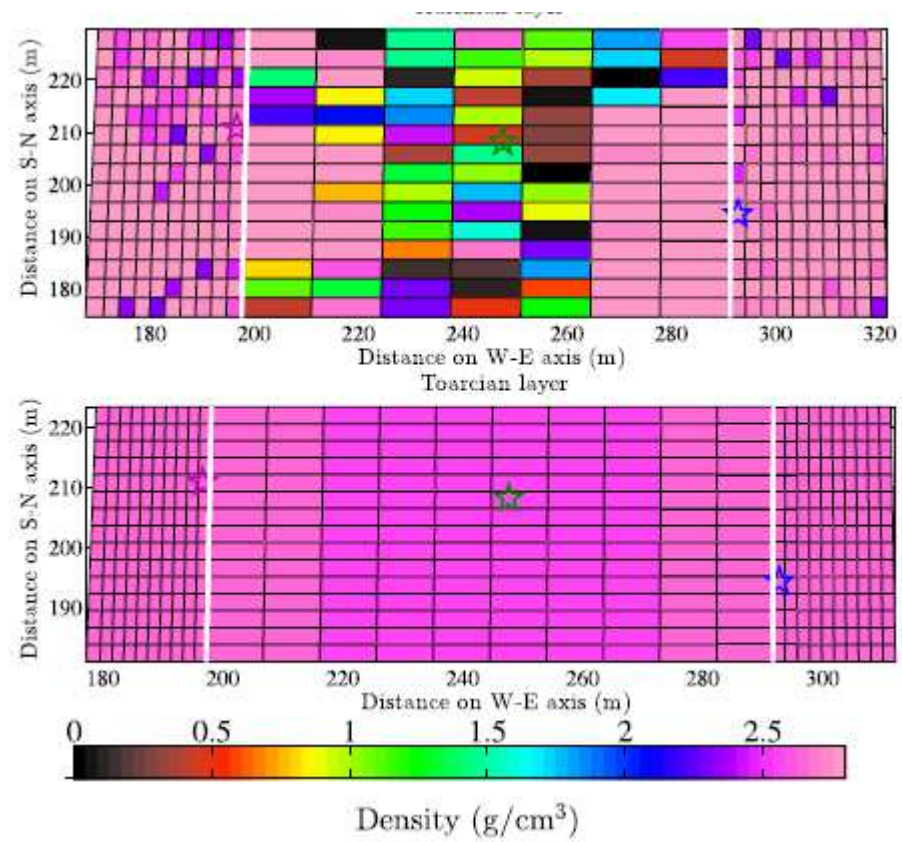 Distance on S-N axis (m)
220
210
200
190
180
180 200 220 240 260 280 300 320
Distance on W-E axis (m)
Toarcian layer
Distance on S-N axis (m)
220
210
200
190
180 200 220 240 260 280 300
Distance on W-E axis (m)
0 0.5 1 1.5 2 2.5
Density (g/cm³)